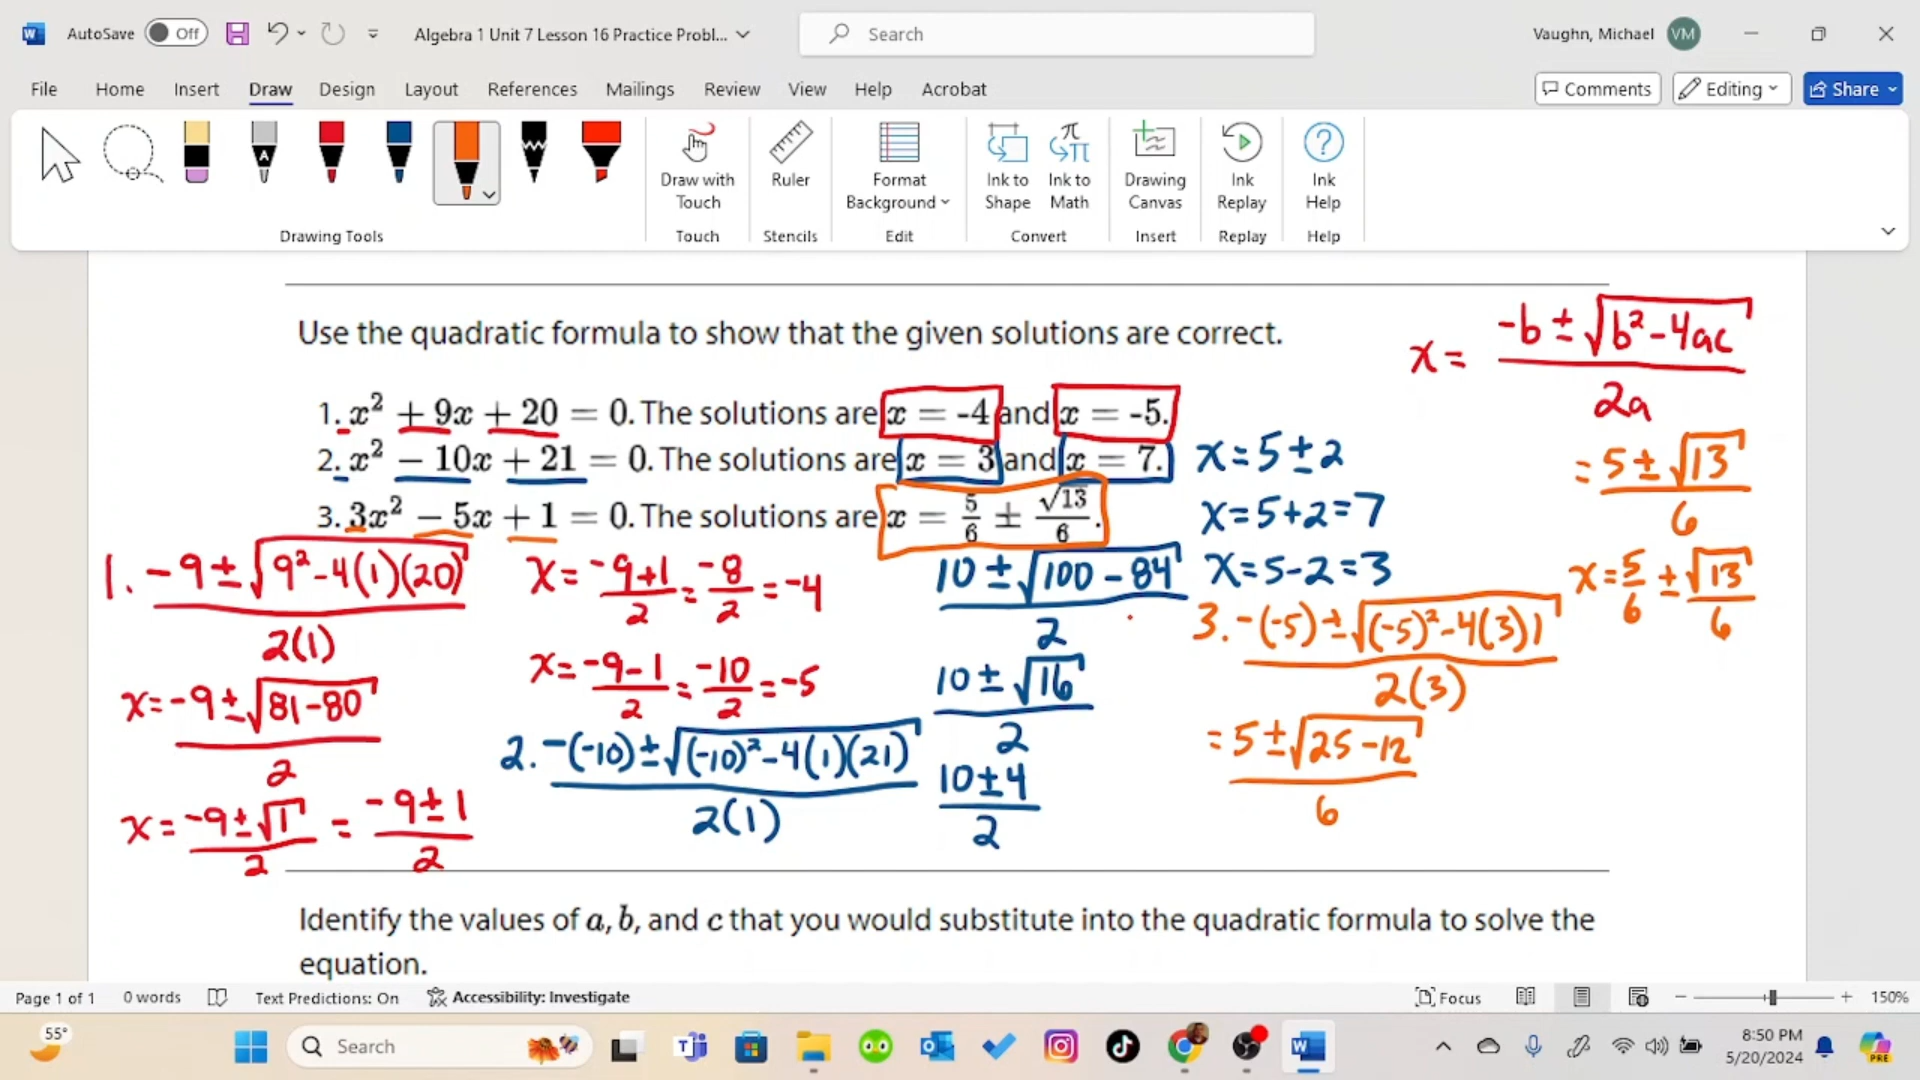 AutoSave Off Algebra 1 Unit 7 Lesson 16 Practice Probl... Search Vaughn, Michael VM
File Home Insert Draw Design Layout References Mailings Review View Help Acrobat Comments Editing Share
Draw with Touch Ruler Format Background Ink to Shape Ink to Math Drawing Canvas Ink Replay Ink Help
Drawing Tools Touch Stencils Edit Convert Insert Replay Help
Use the quadratic formula to show that the given solutions are correct.
x = (-b ± √(b² - 4ac)) / 2a
1. x² + 9x + 20 = 0. The solutions are x = -4 and x = -5.
2. x² − 10x + 21 = 0. The solutions are x = 3 and x = 7.
3. 3x² − 5x + 1 = 0. The solutions are x = 5/6 ± √13/6.
1. (-9 ± √(9² - 4(1)(20))) / 2(1)
x = (-9 ± √(81-80)) / 2
x = (-9 ± √1) / 2 = (-9 ± 1) / 2
x = (-9+1)/2 = -8/2 = -4
x = (-9-1)/2 = -10/2 = -5
2. (-(-10) ± √((-10)² - 4(1)(21))) / 2(1)
(10 ± √(100 - 84)) / 2
(10 ± √16) / 2
(10 ± 4) / 2
x = 5 ± 2
x = 5+2 = 7
x = 5-2 = 3
3. (-(-5) ± √((-5)² - 4(3)1)) / 2(3)
= (5 ± √(25-12)) / 6
= (5 ± √13) / 6
x = 5/6 ± √13/6
Identify the values of a, b, and c that you would substitute into the quadratic formula to solve the
equation.
Page 1 of 1 0 words Text Predictions: On Accessibility: Investigate Focus 150%
55° Search 8:50 PM
5/20/2024
PRE